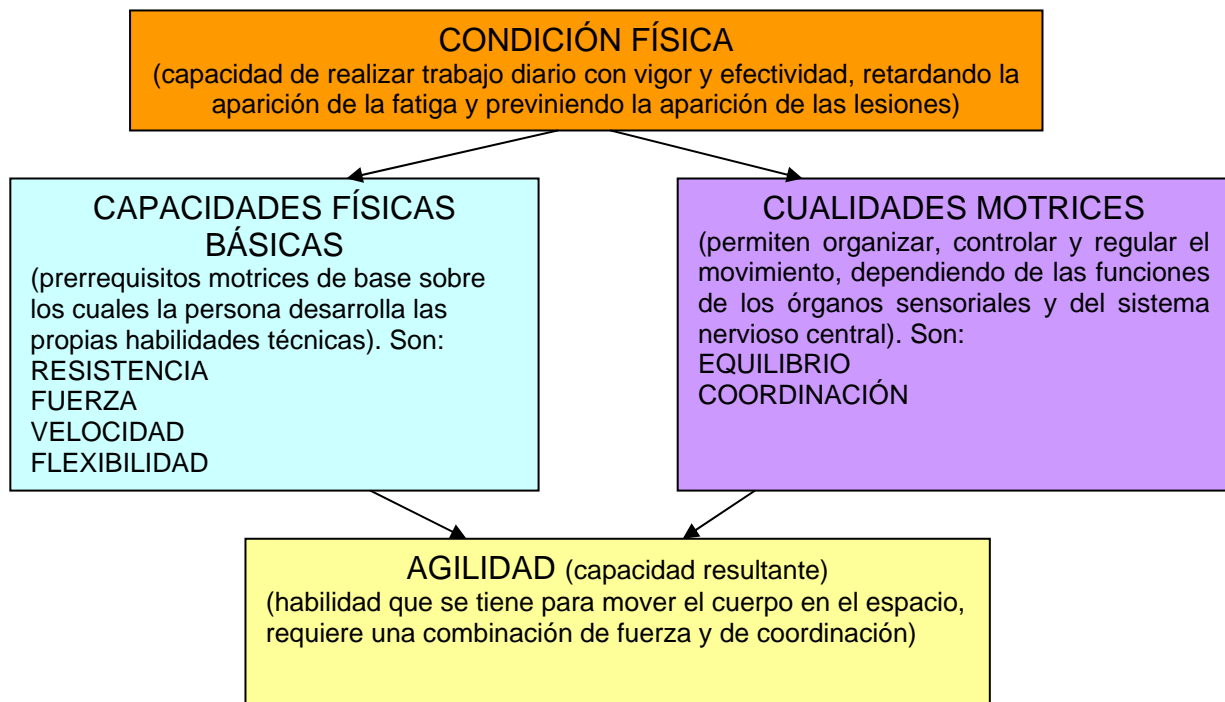 CONDICIÓN FÍSICA
(capacidad de realizar trabajo diario con vigor y efectividad, retardando la
aparición de la fatiga y previniendo la aparición de las lesiones)
CAPACIDADES FÍSICAS
BÁSICAS
(prerrequisitos motrices de base sobre
los cuales la persona desarrolla las
propias habilidades técnicas). Son:
RESISTENCIA
FUERZA
VELOCIDAD
FLEXIBILIDAD
CUALIDADES MOTRICES
(permiten organizar, controlar y regular el
movimiento, dependiendo de las funciones
de los órganos sensoriales y del sistema
nervioso central). Son:
EQUILIBRIO
COORDINACIÓN
AGILIDAD (capacidad resultante)
(habilidad que se tiene para mover el cuerpo en el espacio,
requiere una combinación de fuerza y de coordinación)